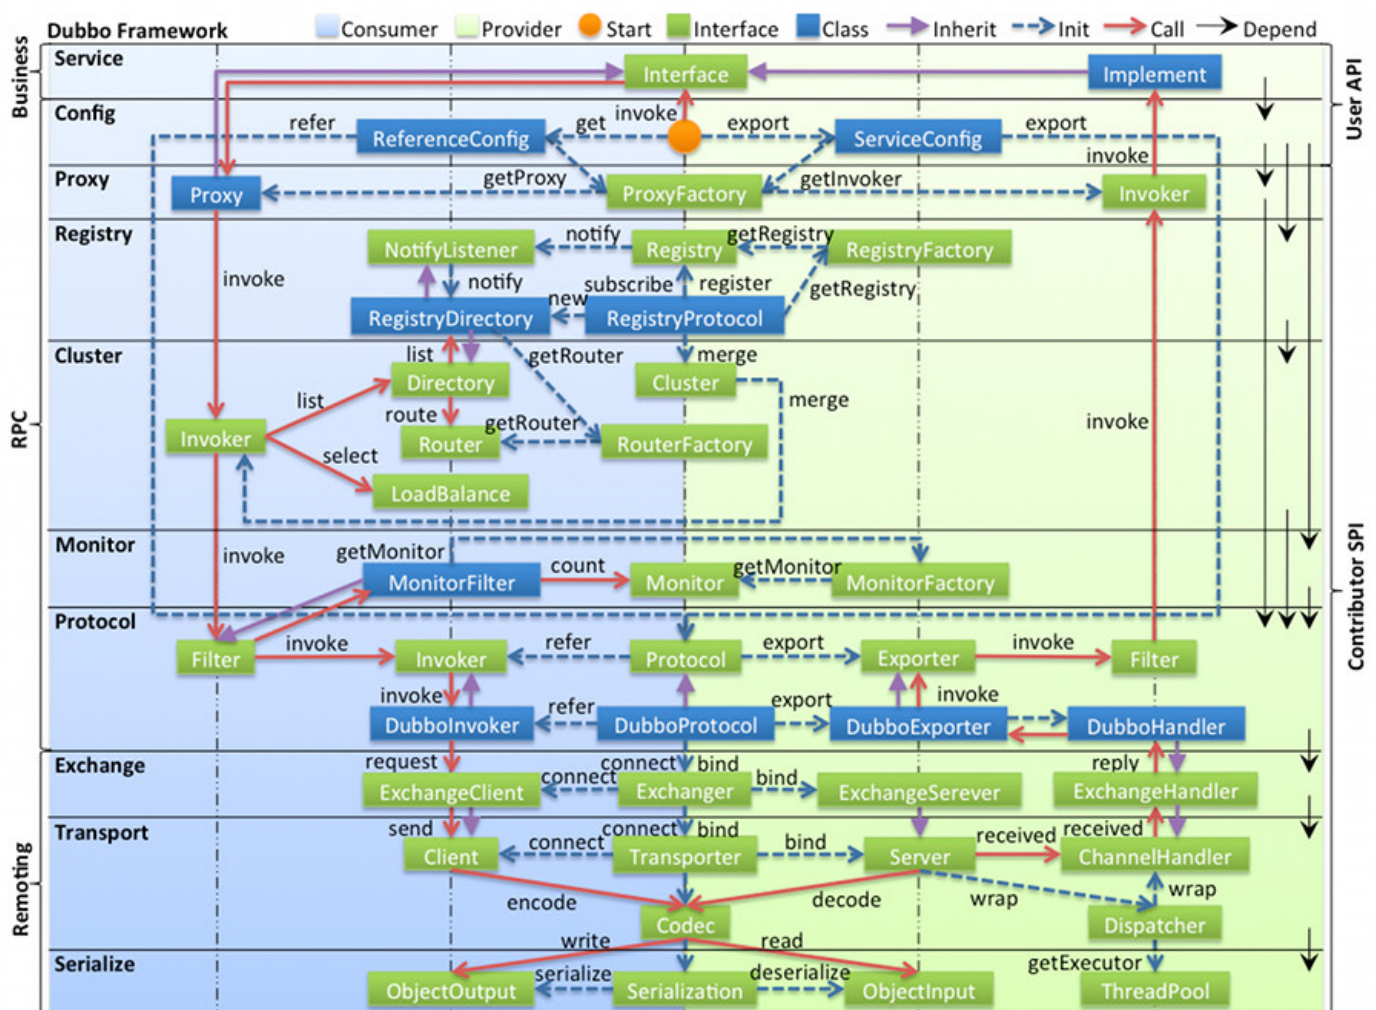 Dubbo Framework
Consumer Provider Start Interface Class Inherit Init Call Depend
Business
Service
Interface
Implement
User API
Config
invoke
refer
ReferenceConfig
get
export
ServiceConfig
export
invoke
Proxy
Proxy
getProxy
ProxyFactory
getInvoker
Invoker
Registry
NotifyListener
notify
Registry
getRegistry
RegistryFactory
invoke
notify
subscribe
register
getRegistry
new
RegistryDirectory
RegistryProtocol
RPC
Cluster
list
getRouter
merge
Directory
Cluster
list
merge
route
getRouter
invoke
Invoker
Router
RouterFactory
select
LoadBalance
Contributor SPI
Monitor
invoke
getMonitor
MonitorFilter
count
Monitor
getMonitor
MonitorFactory
Protocol
Filter
invoke
Invoker
refer
Protocol
export
Exporter
invoke
Filter
invoke
refer
export
invoke
DubboInvoker
DubboProtocol
DubboExporter
DubboHandler
Remoting
Exchange
request
connect
bind
reply
connect
bind
ExchangeClient
Exchanger
ExchangeSerever
ExchangeHandler
Transport
send
connect
bind
received
received
connect
bind
Client
Transporter
Server
ChannelHandler
encode
decode
wrap
wrap
Codec
Dispatcher
write
read
Serialize
getExecutor
serialize
deserialize
ObjectOutput
Serialization
ObjectInput
ThreadPool